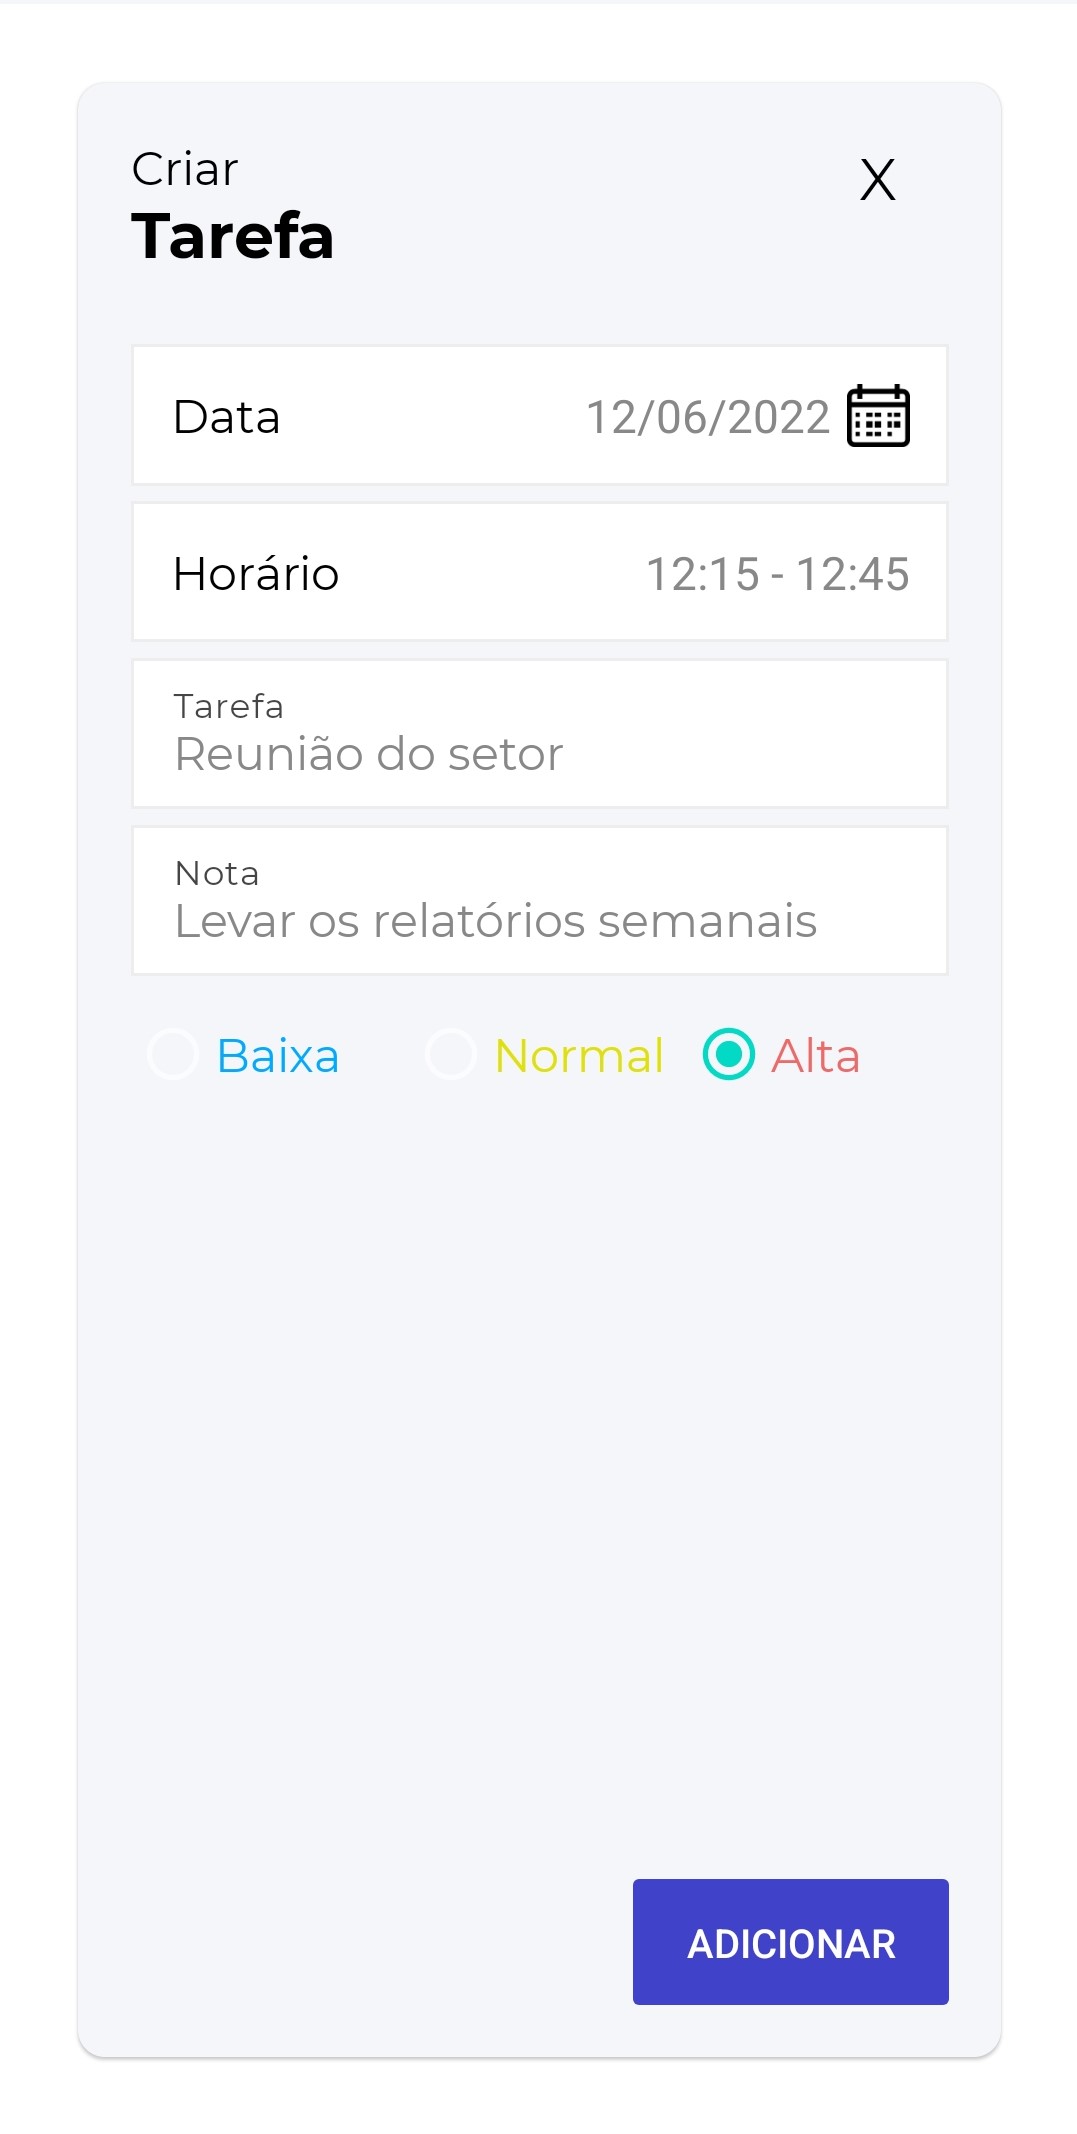 Criar
X
Tarefa
Data 12/06/2022
Horário 12:15 - 12:45
Tarefa
Reunião do setor
Nota
Levar os relatórios semanais
Baixa Normal Alta
ADICIONAR